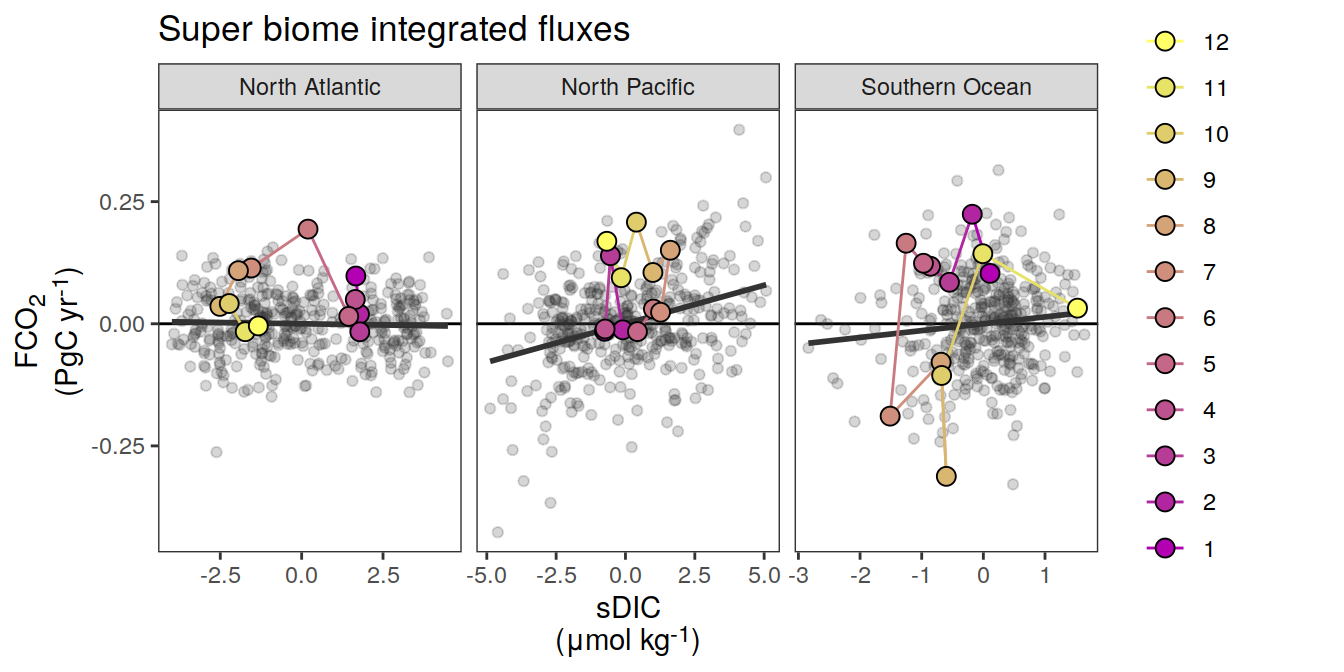 Super biome integrated fluxes
North Atlantic
North Pacific
Southern Ocean
0.25
0.00
-0.25
FCO₂
(PgC yr⁻¹)
-2.5 0.0 2.5
-5.0 -2.5 0.0 2.5 5.0
-3 -2 -1 0 1
sDIC
(µmol kg⁻¹)
12
11
10
9
8
7
6
5
4
3
2
1